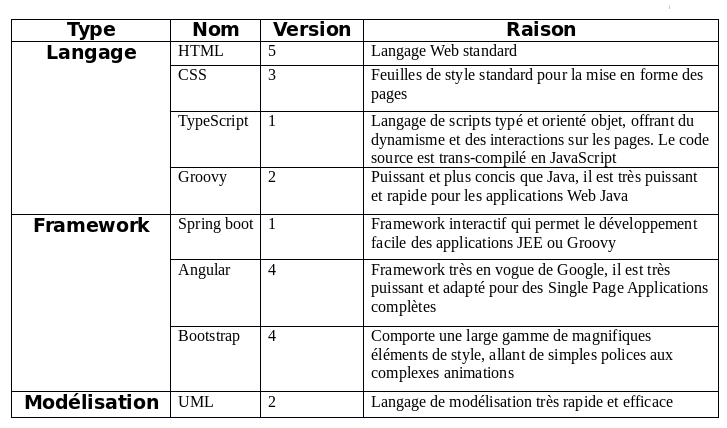 Type Nom Version Raison
Langage HTML 5 Langage Web standard
CSS 3 Feuilles de style standard pour la mise en forme des
pages
TypeScript 1 Langage de scripts typé et orienté objet, offrant du
dynamisme et des interactions sur les pages. Le code
source est trans-compilé en JavaScript
Groovy 2 Puissant et plus concis que Java, il est très puissant
et rapide pour les applications Web Java
Framework Spring boot 1 Framework interactif qui permet le développement
facile des applications JEE ou Groovy
Angular 4 Framework très en vogue de Google, il est très
puissant et adapté pour des Single Page Applications
complètes
Bootstrap 4 Comporte une large gamme de magnifiques
éléments de style, allant de simples polices aux
complexes animations
Modélisation UML 2 Langage de modélisation très rapide et efficace